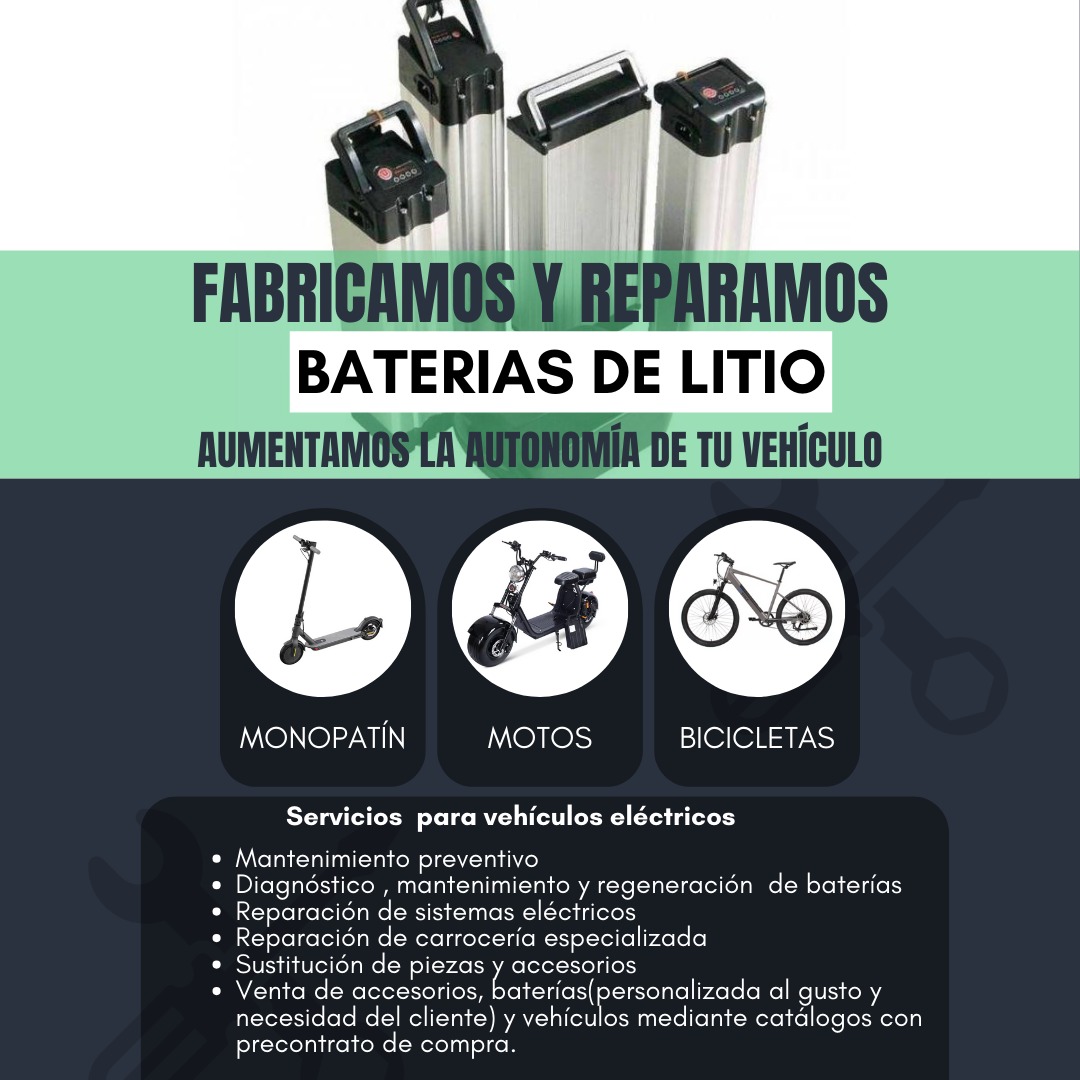 FABRICAMOS Y REPARAMOS
BATERIAS DE LITIO
AUMENTAMOS LA AUTONOMÍA DE TU VEHÍCULO
MONOPATÍN
MOTOS
BICICLETAS
Servicios para vehículos eléctricos
• Mantenimiento preventivo
• Diagnóstico , mantenimiento y regeneración de baterías
• Reparación de sistemas eléctricos
• Reparación de carrocería especializada
• Sustitución de piezas y accesorios
• Venta de accesorios, baterías(personalizada al gusto y
necesidad del cliente) y vehículos mediante catálogos con
precontrato de compra.